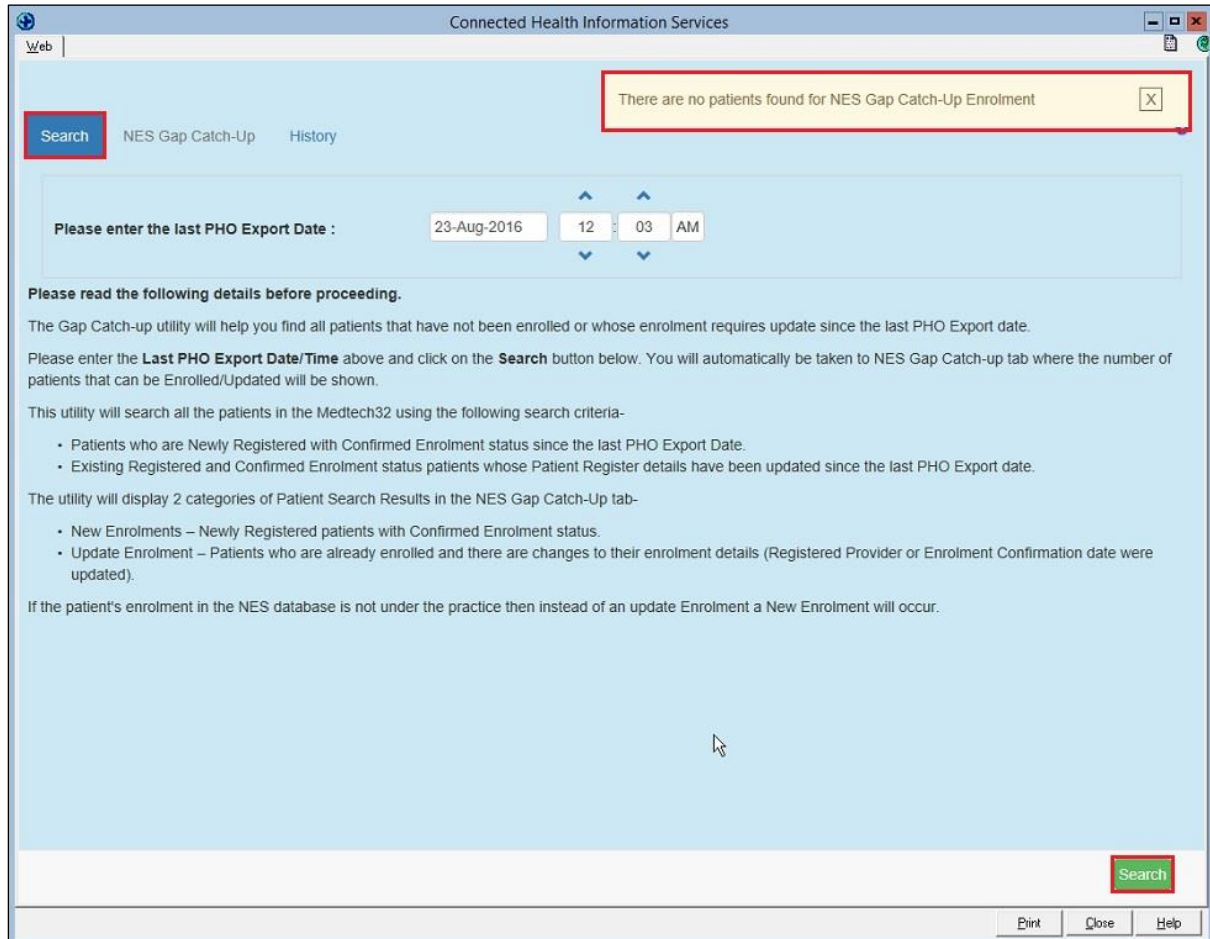 Connected Health Information Services
Web
There are no patients found for NES Gap Catch-Up Enrolment X
Search NES Gap Catch-Up History
Please enter the last PHO Export Date : 23-Aug-2016 12 : 03 AM
Please read the following details before proceeding.
The Gap Catch-up utility will help you find all patients that have not been enrolled or whose enrolment requires update since the last PHO Export date.
Please enter the Last PHO Export Date/Time above and click on the Search button below. You will automatically be taken to NES Gap Catch-up tab where the number of
patients that can be Enrolled/Updated will be shown.
This utility will search all the patients in the Medtech32 using the following search criteria-
• Patients who are Newly Registered with Confirmed Enrolment status since the last PHO Export Date.
• Existing Registered and Confirmed Enrolment status patients whose Patient Register details have been updated since the last PHO Export date.
The utility will display 2 categories of Patient Search Results in the NES Gap Catch-Up tab-
• New Enrolments – Newly Registered patients with Confirmed Enrolment status.
• Update Enrolment – Patients who are already enrolled and there are changes to their enrolment details (Registered Provider or Enrolment Confirmation date were
updated).
If the patient's enrolment in the NES database is not under the practice then instead of an update Enrolment a New Enrolment will occur.
Search
Print Close Help